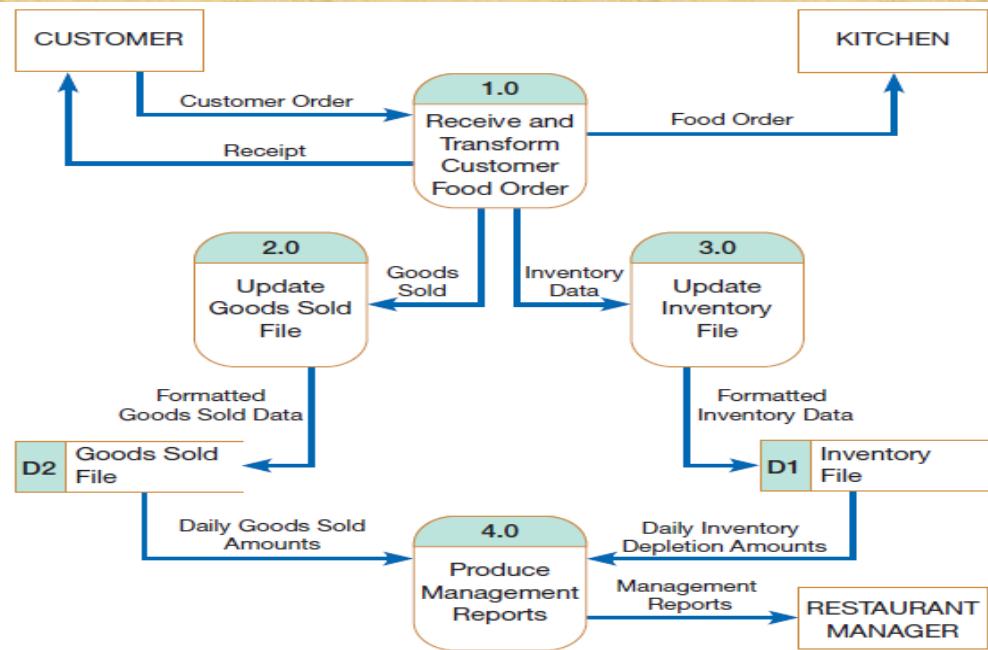 CUSTOMER
KITCHEN
1.0
Receive and
Transform
Customer
Food Order
Customer Order
Receipt
Food Order
2.0
Update
Goods Sold
File
Goods
Sold
Inventory
Data
3.0
Update
Inventory
File
Formatted
Goods Sold Data
Formatted
Inventory Data
D2
Goods Sold
File
D1
Inventory
File
Daily Goods Sold
Amounts
4.0
Produce
Management
Reports
Daily Inventory
Depletion Amounts
Management
Reports
RESTAURANT
MANAGER